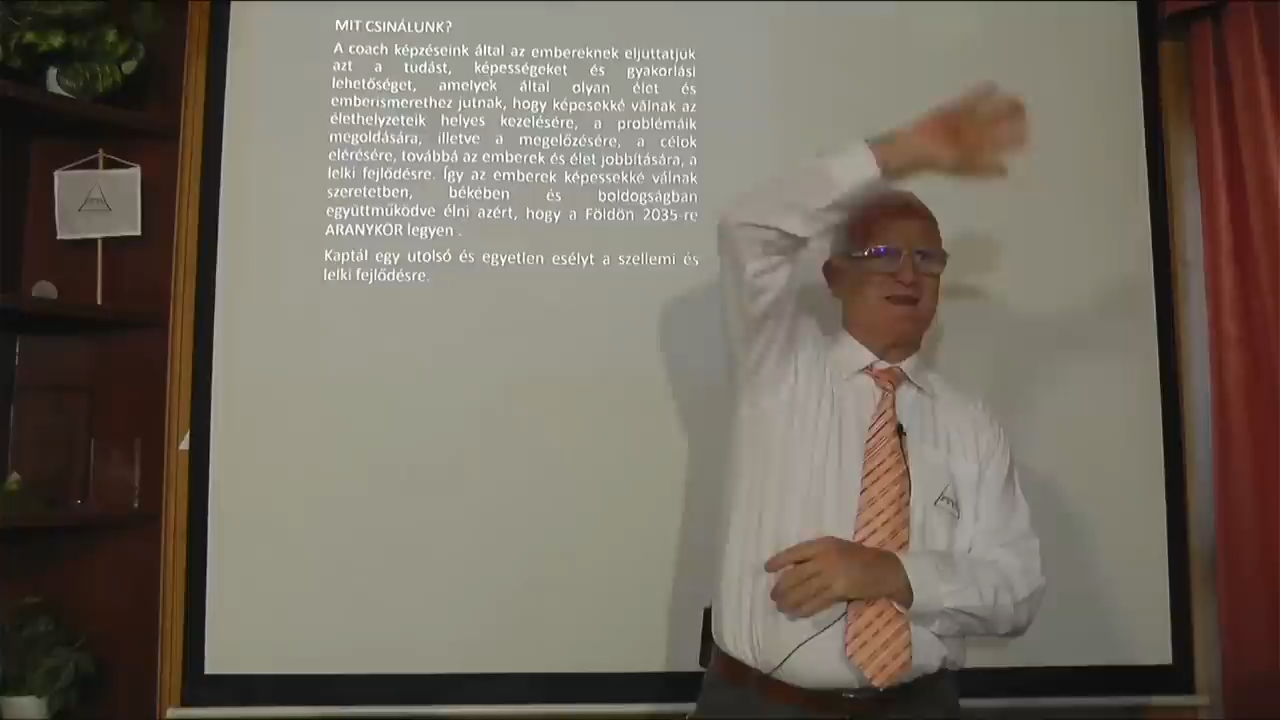 MIT CSINÁLUNK?
A coach képzéseink által az embereknek eljuttatjuk
azt a tudást, képességeket és gyakorlási
lehetőséget, amelyek által olyan élet és
emberismerethez jutnak, hogy képesekké válnak az
élethelyzeteik helyes kezelésére, a problémáik
megoldására, illetve a megelőzésére, a célok
elérésére, továbbá az emberek és élet jobbítására, a
lelki fejlődésre. Így az emberek képessekké válnak
szeretetben, békében és boldogságban
együttműködve élni azért, hogy a Földön 2035-re
ARANYKOR legyen .
Kaptál egy utolsó és egyetlen esélyt a szellemi és
lelki fejlődésre.